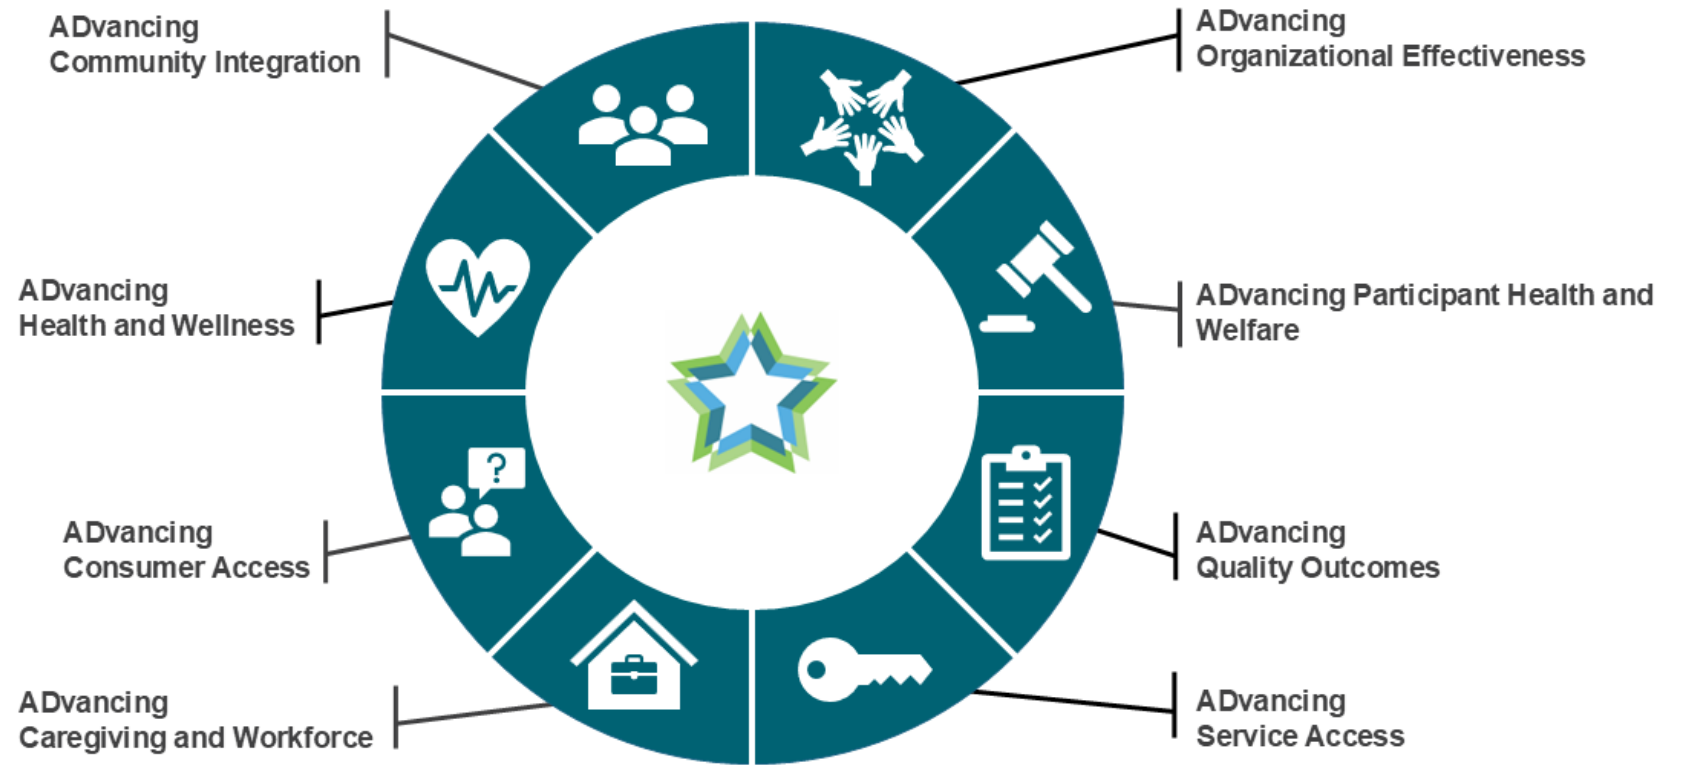 ADvancing
Community Integration
ADvancing
Organizational Effectiveness
ADvancing
Health and Wellness
ADvancing Participant Health and
Welfare
?
ADvancing
Consumer Access
ADvancing
Quality Outcomes
ADvancing
Caregiving and Workforce
ADvancing
Service Access